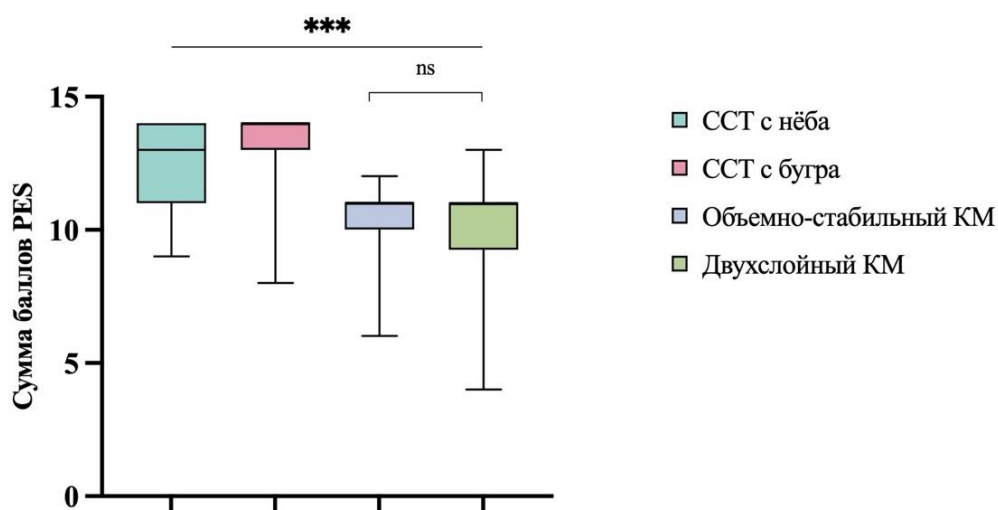 ***
ns
15
10
5
0
Сумма баллов PES
ССТ с нёба
ССТ с бугра
Объемно-стабильный КМ
Двухслойный КМ